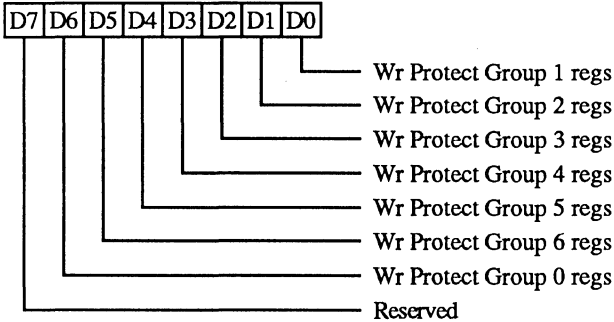 D7 D6 D5 D4 D3 D2 D1 D0
Wr Protect Group 1 regs
Wr Protect Group 2 regs
Wr Protect Group 3 regs
Wr Protect Group 4 regs
Wr Protect Group 5 regs
Wr Protect Group 6 regs
Wr Protect Group 0 regs
Reserved